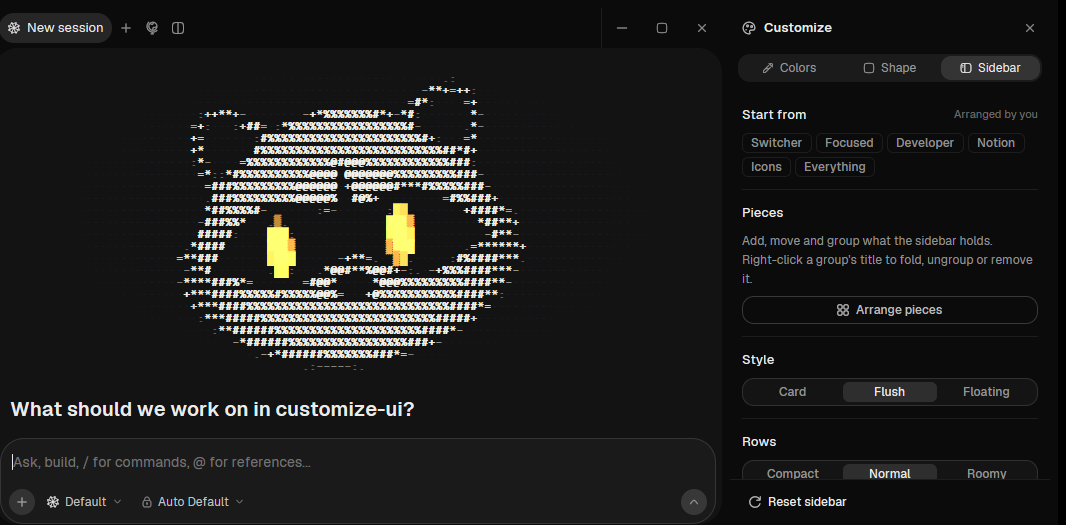 New session
Customize
Colors
Shape
Sidebar
Start from
Arranged by you
Switcher
Focused
Developer
Notion
Icons
Everything
Pieces
Add, move and group what the sidebar holds.
Right-click a group's title to fold, ungroup or remove
it.
Arrange pieces
Style
Card
Flush
Floating
Rows
Compact
Normal
Roomy
Reset sidebar
What should we work on in customize-ui?
Ask, build, / for commands, @ for references...
Default
Auto Default